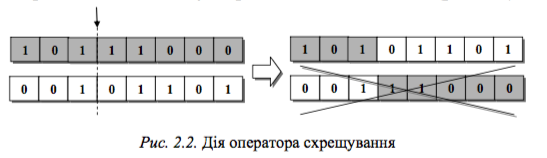 1 0 1 1 1 0 0 0 1 0 1 0 1 1 0 1
0 0 1 0 1 1 0 1 0 0 1 1 1 0 0 0
Рис. 2.2. Дія оператора схрещування